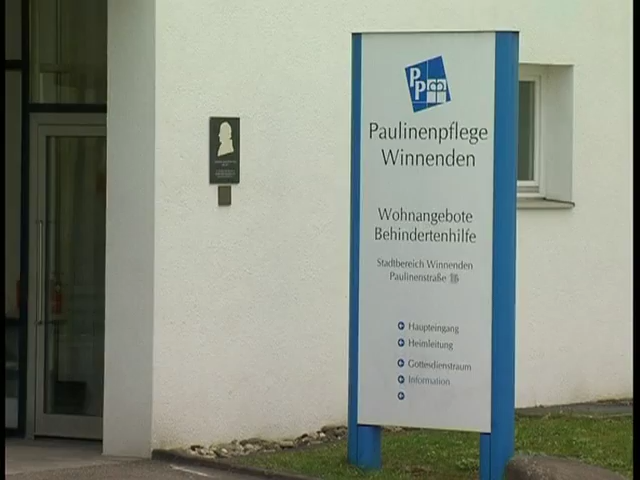 PP
Paulinenpflege
Winnenden
Wohnangebote
Behindertenhilfe
Stadtbereich Winnenden
Paulinenstraße
Haupteingang
Heimleitung
Gottesdienstraum
Information